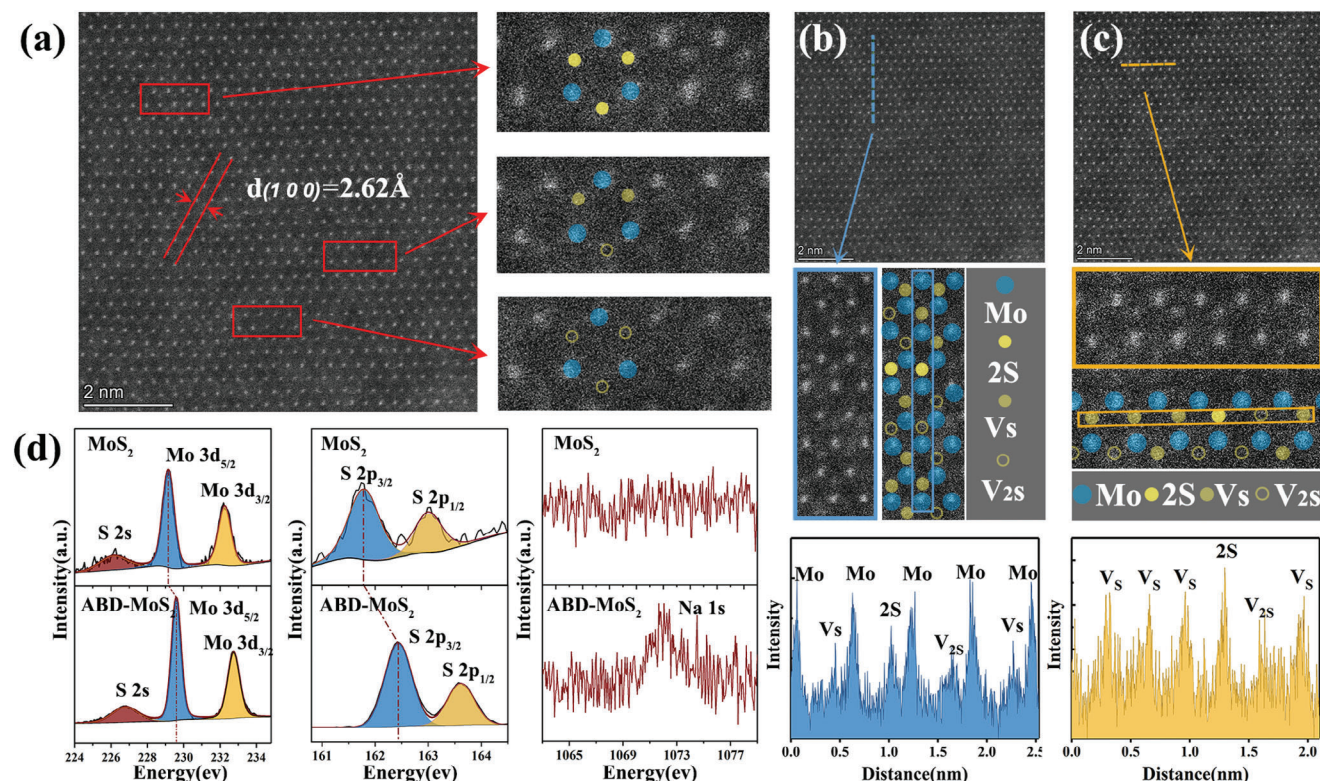 (a)
d(1 0 0)=2.62Å
2 nm
(b)
2 nm
Mo
2S
Vs
V2s
(c)
2 nm
Mo 2S Vs V2s
(d)
MoS2
Mo 3d5/2
Mo 3d3/2
S 2s
ABD-MoS2
Mo 3d5/2
Mo 3d3/2
S 2s
Intensity(a.u.)
224 226 228 230 232 234
Energy(ev)
MoS2
S 2p3/2
S 2p1/2
ABD-MoS2
S 2p3/2
S 2p1/2
Intensity(a.u.)
161 162 163 164
Energy(ev)
MoS2
ABD-MoS2 Na 1s
Intensity(a.u.)
1065 1069 1073 1077
Energy(ev)
Mo Mo Mo Mo Mo
Vs 2S V2S Vs
Intensity
0.0 0.5 1.0 1.5 2.0 2.5
Distance(nm)
2S
VS VS VS V2S VS
Intensity
0.0 0.5 1.0 1.5 2.0
Distance(nm)